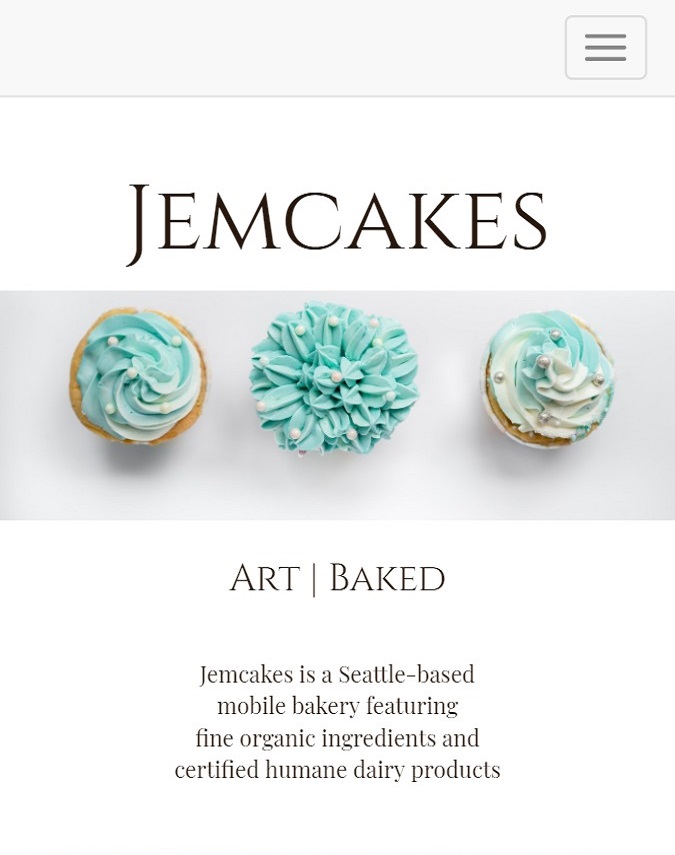 Jemcakes
Art | Baked
Jemcakes is a Seattle-based
mobile bakery featuring
fine organic ingredients and
certified humane dairy products